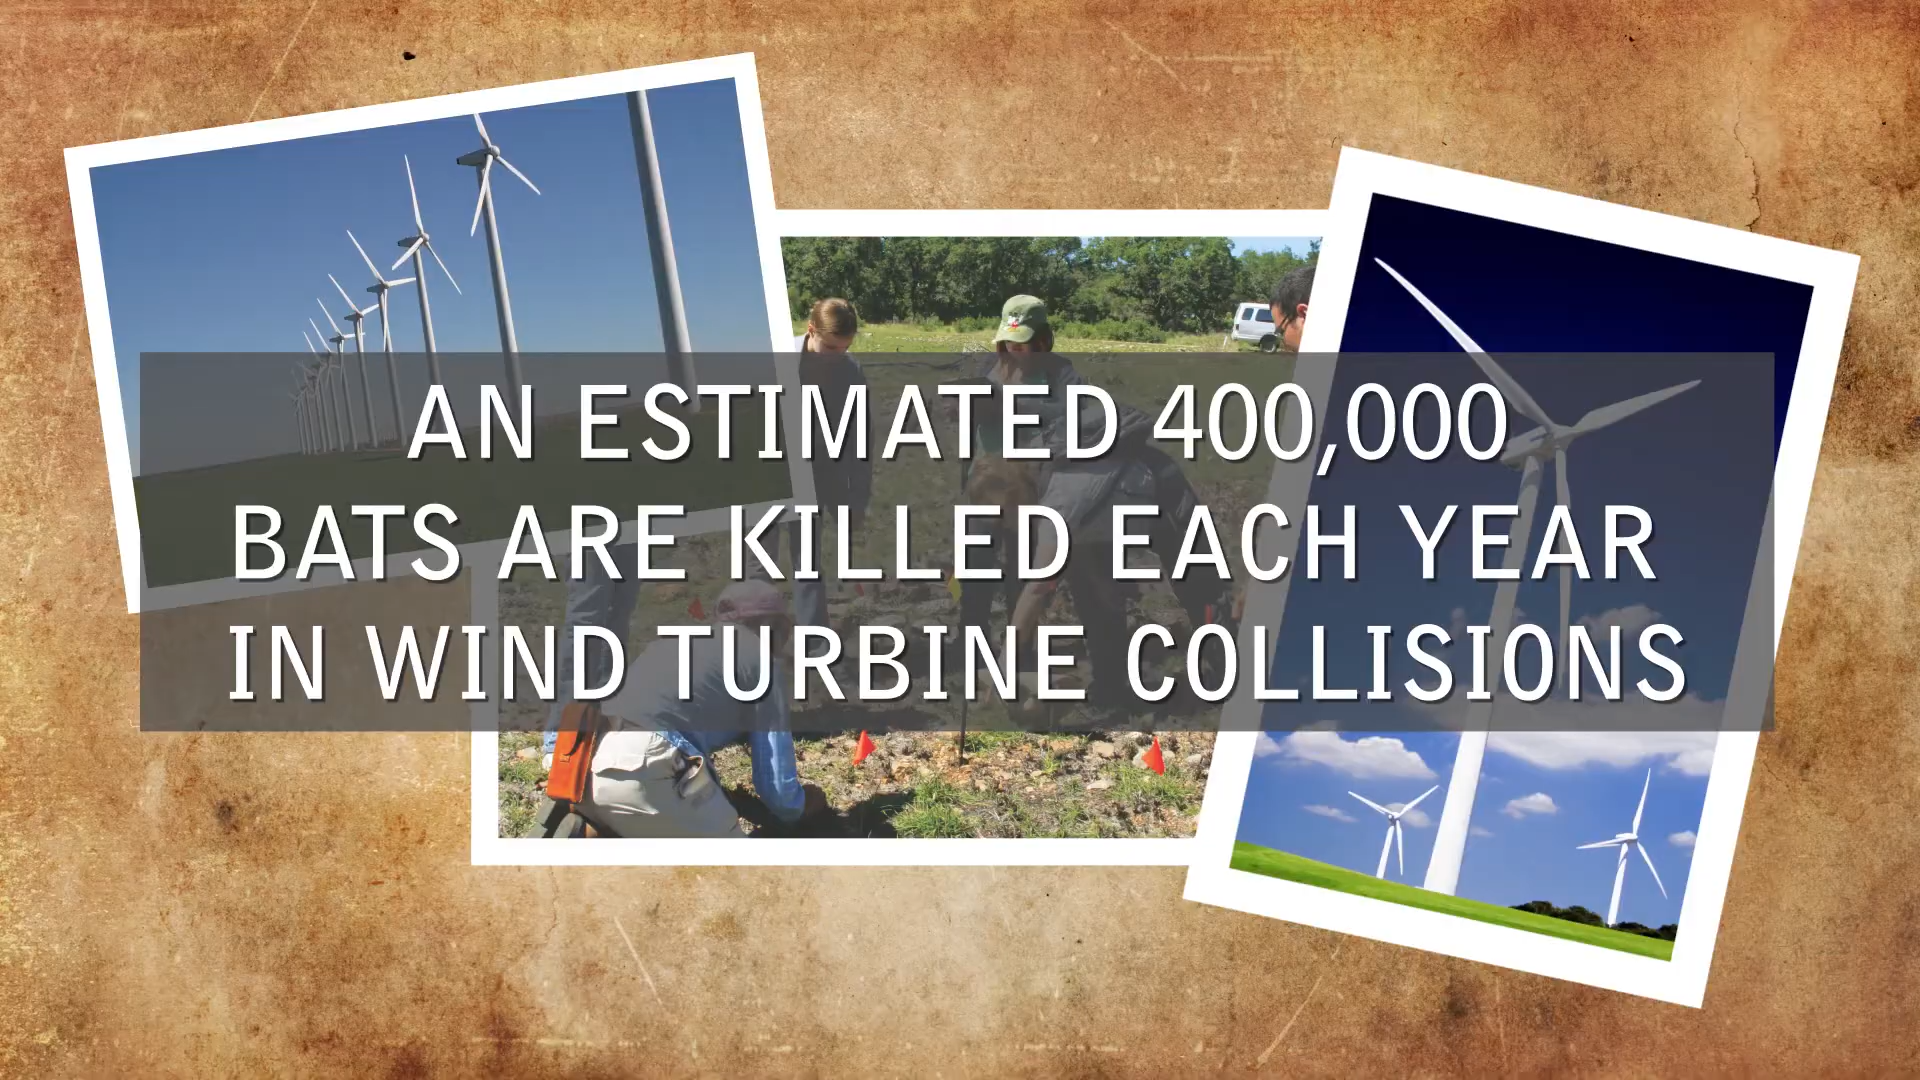 AN ESTIMATED 400,000
BATS ARE KILLED EACH YEAR
IN WIND TURBINE COLLISIONS